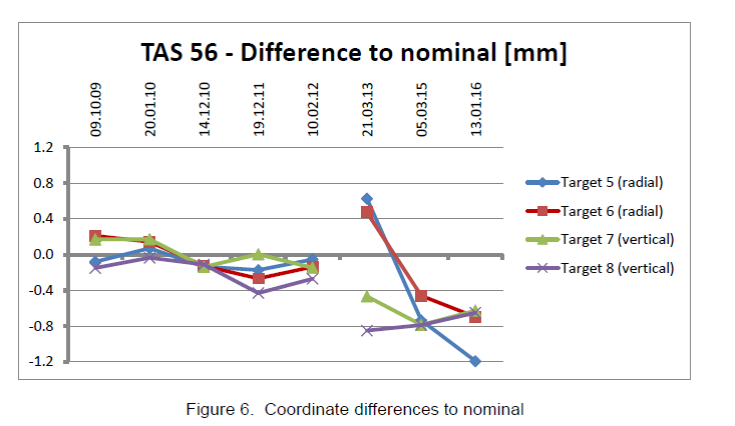 TAS 56 - Difference to nominal [mm]
09.10.09
20.01.10
14.12.10
19.12.11
10.02.12
21.03.13
05.03.15
13.01.16
1.2
0.8
0.4
0.0
-0.4
-0.8
-1.2
Target 5 (radial)
Target 6 (radial)
Target 7 (vertical)
Target 8 (vertical)
Figure 6. Coordinate differences to nominal